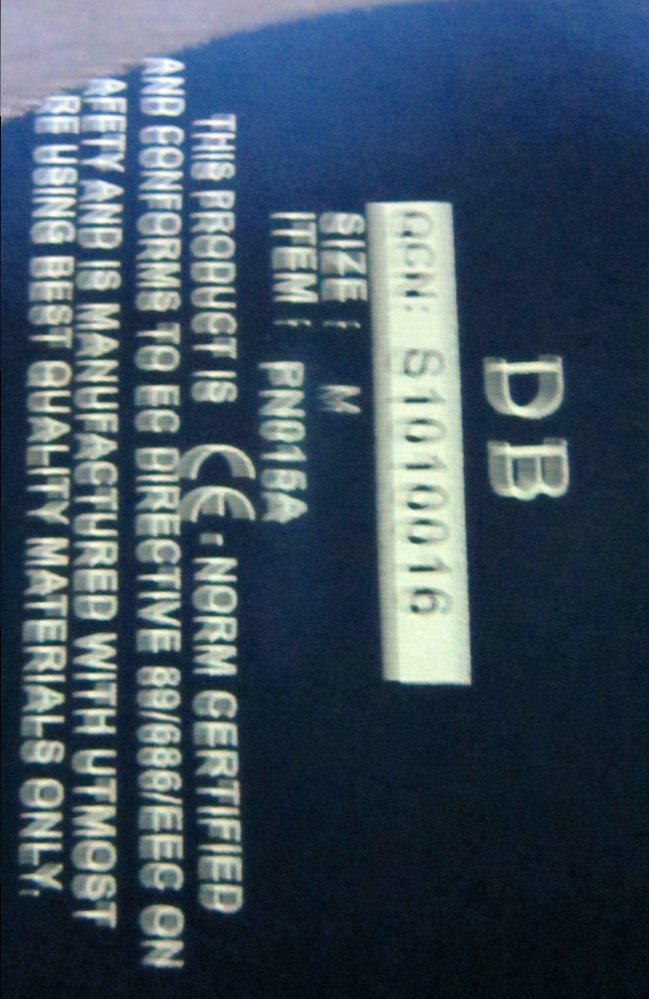 DB
QCN: S1010016
SIZE : M
ITEM : PN015A
THIS PRODUCT IS CE - NORM CERTIFIED
AND CONFORMS TO EC DIRECTIVE 89/686/EEC ON
AFETY AND IS MANUFACTURED WITH UTMOST
RE USING BEST QUALITY MATERIALS ONLY.